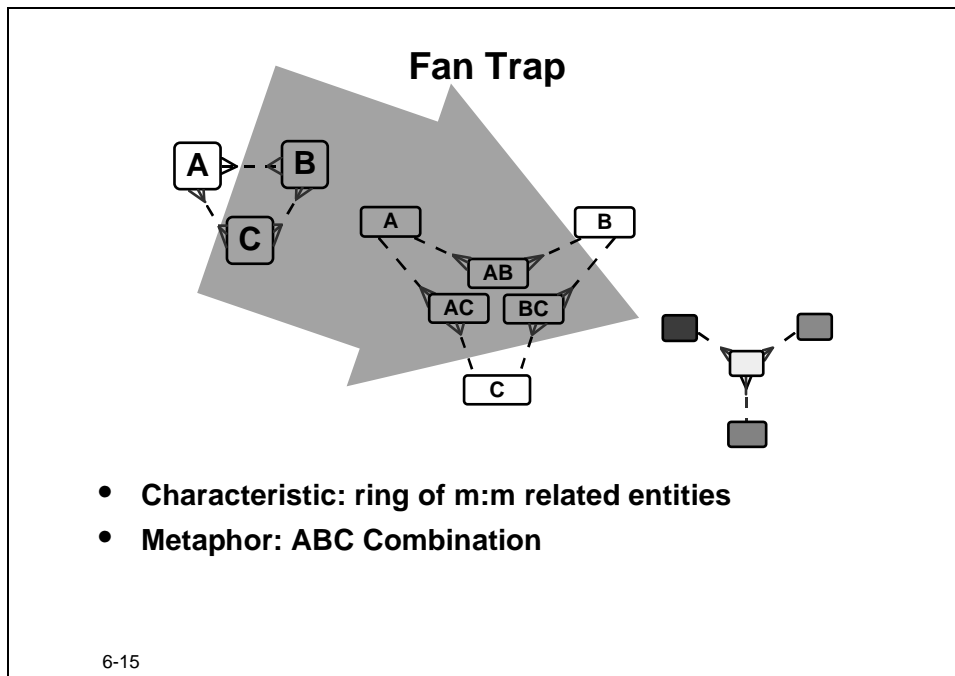 Fan Trap
A
B
C
A
B
AB
AC
BC
C
• Characteristic: ring of m:m related entities
• Metaphor: ABC Combination
6-15